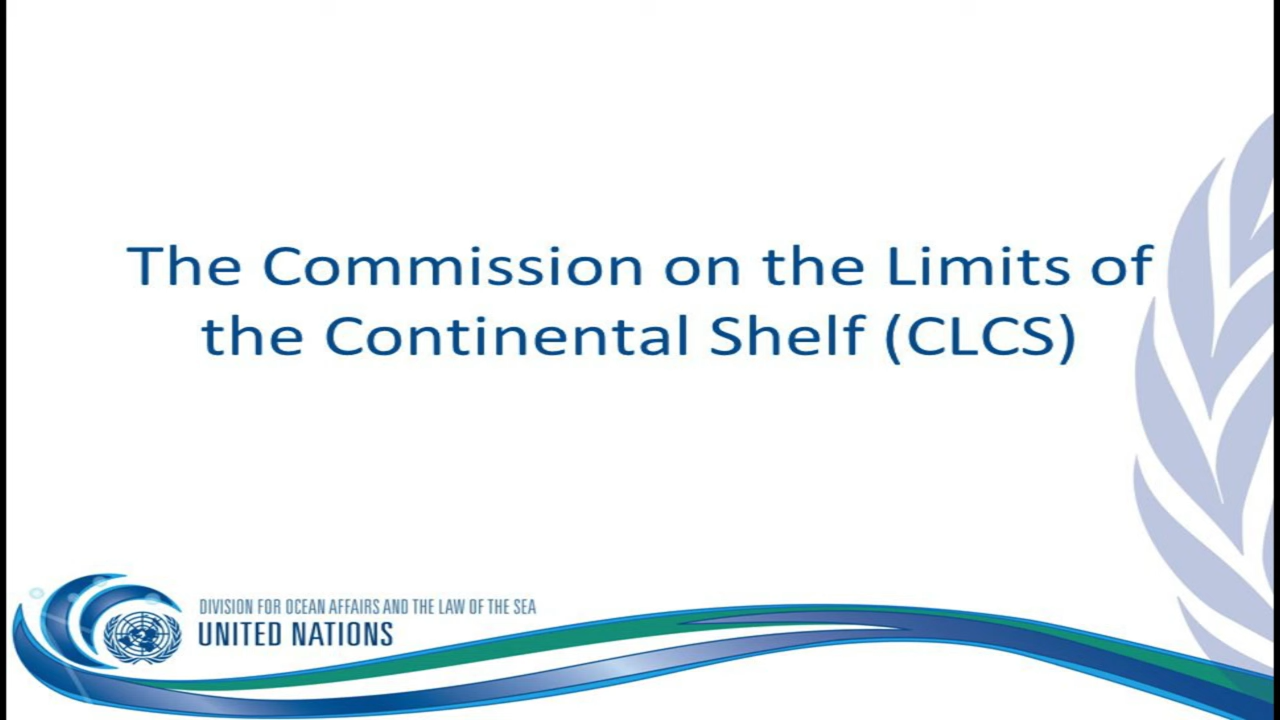 The Commission on the Limits of
the Continental Shelf (CLCS)
DIVISION FOR OCEAN AFFAIRS AND THE LAW OF THE SEA
UNITED NATIONS